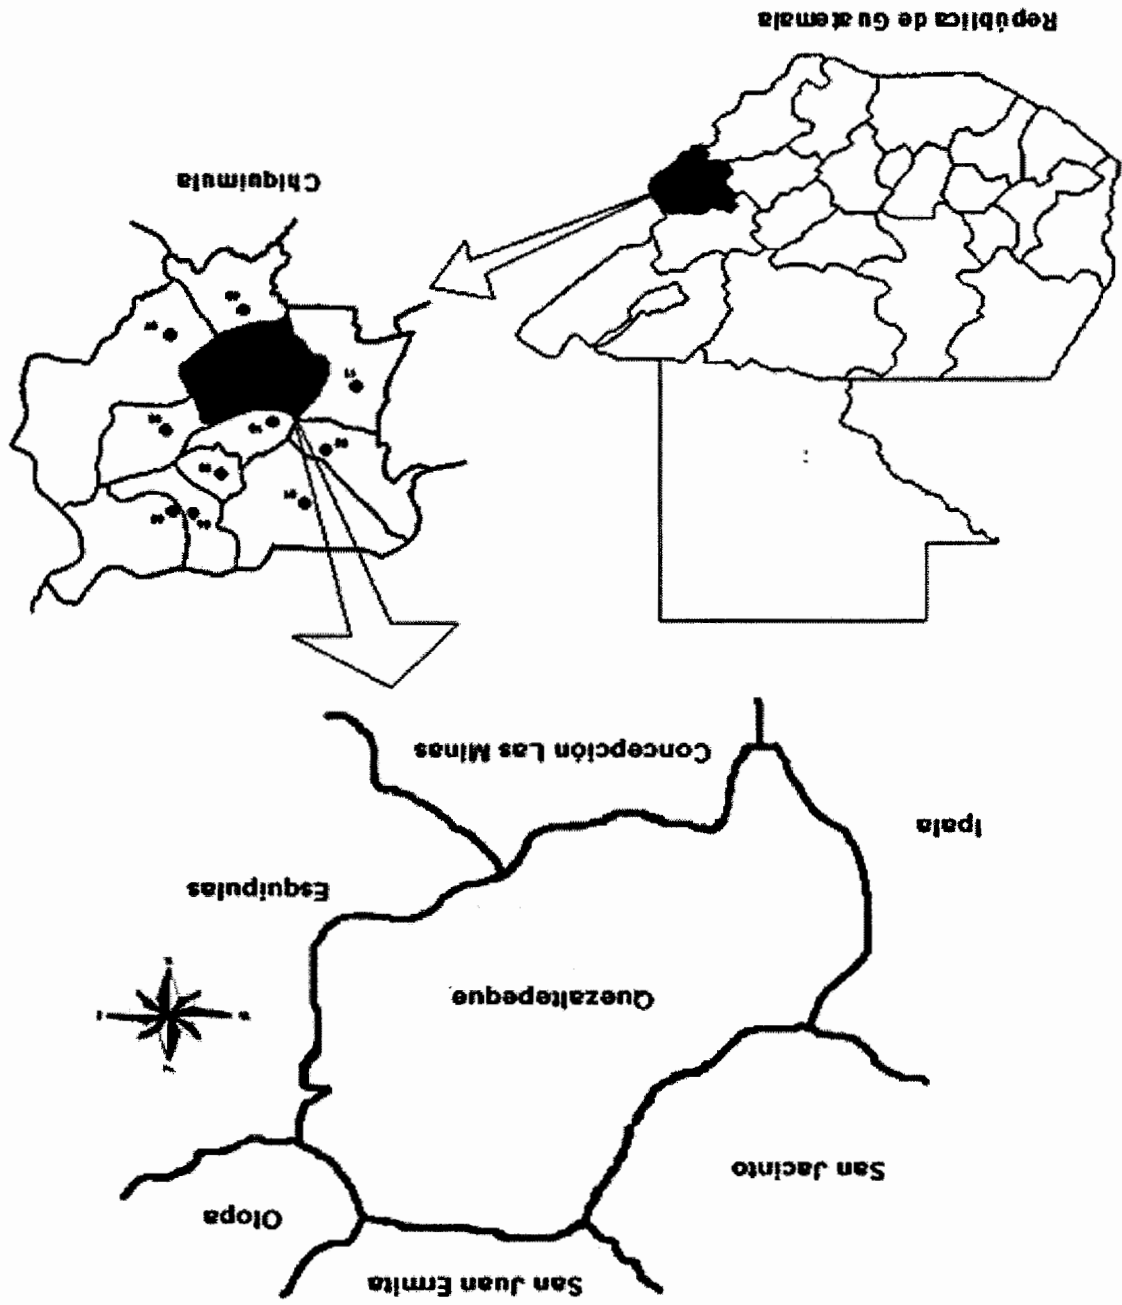 San Juan Ermita
Olopa
San Jacinto
Quezaltepeque
Esquipulas
Ipala
Concepción Las Minas
Chiquimula
República de Guatemala